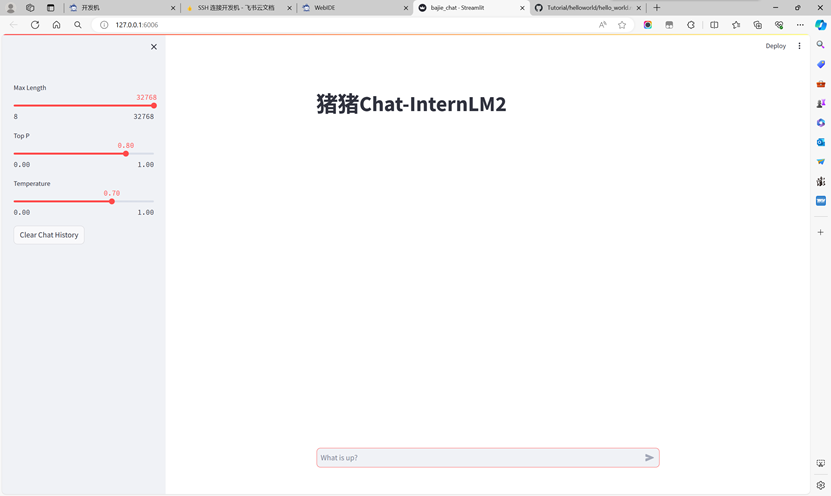 开发机
SSH 连接开发机 - 飞书云文档
WebIDE
bajie_chat · Streamlit
Tutorial/helloworld/hello_world.
127.0.0.1:6006
Deploy
Max Length
32768
8
32768
Top P
0.80
0.00
1.00
Temperature
0.70
0.00
1.00
Clear Chat History
猪猪Chat-InternLM2
What is up?